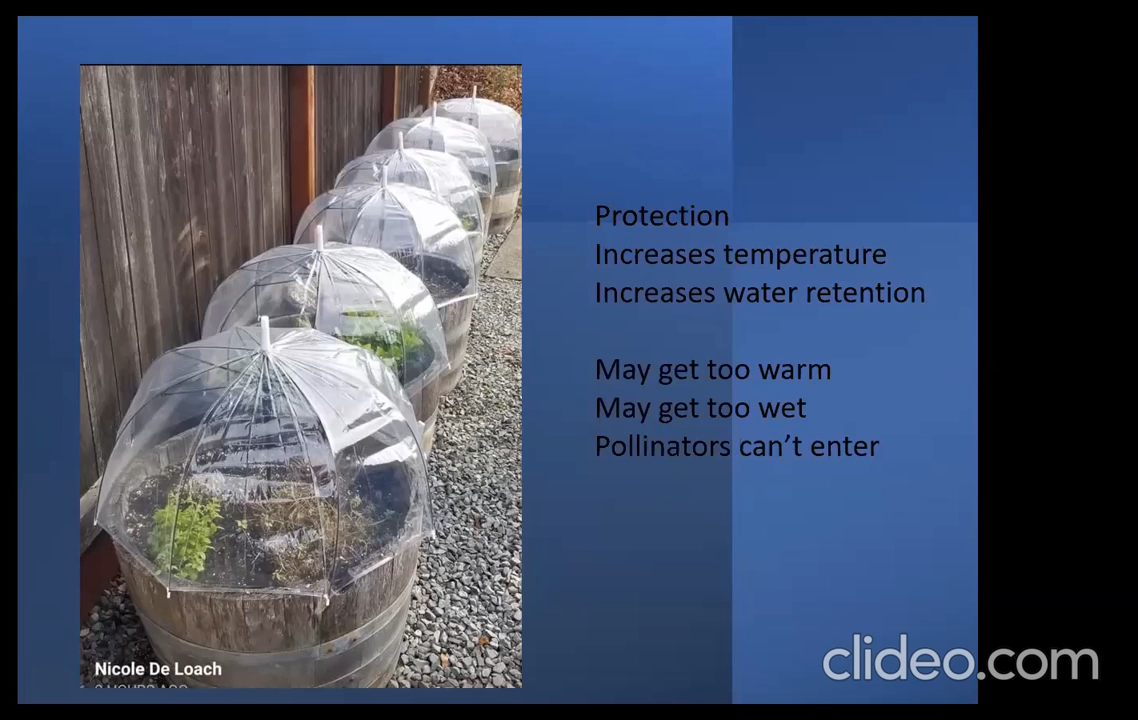 Protection
Increases temperature
Increases water retention
May get too warm
May get too wet
Pollinators can’t enter
Nicole De Loach
clideo.com